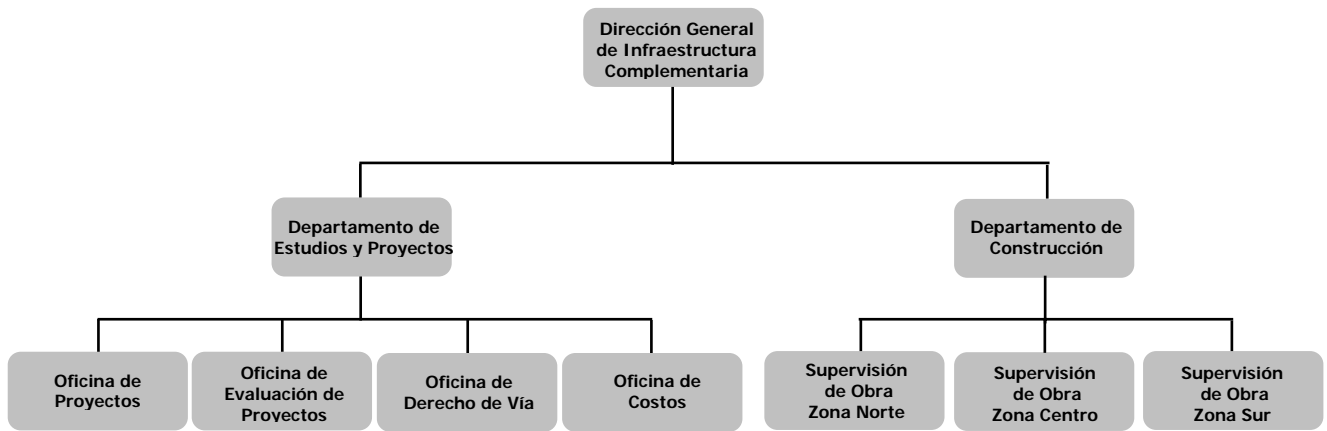 Dirección General
de Infraestructura
Complementaria
Departamento de
Estudios y Proyectos
Departamento de
Construcción
Oficina de
Proyectos
Oficina de
Evaluación de
Proyectos
Oficina de
Derecho de Vía
Oficina de
Costos
Supervisión
de Obra
Zona Norte
Supervisión
de Obra
Zona Centro
Supervisión
de Obra
Zona Sur